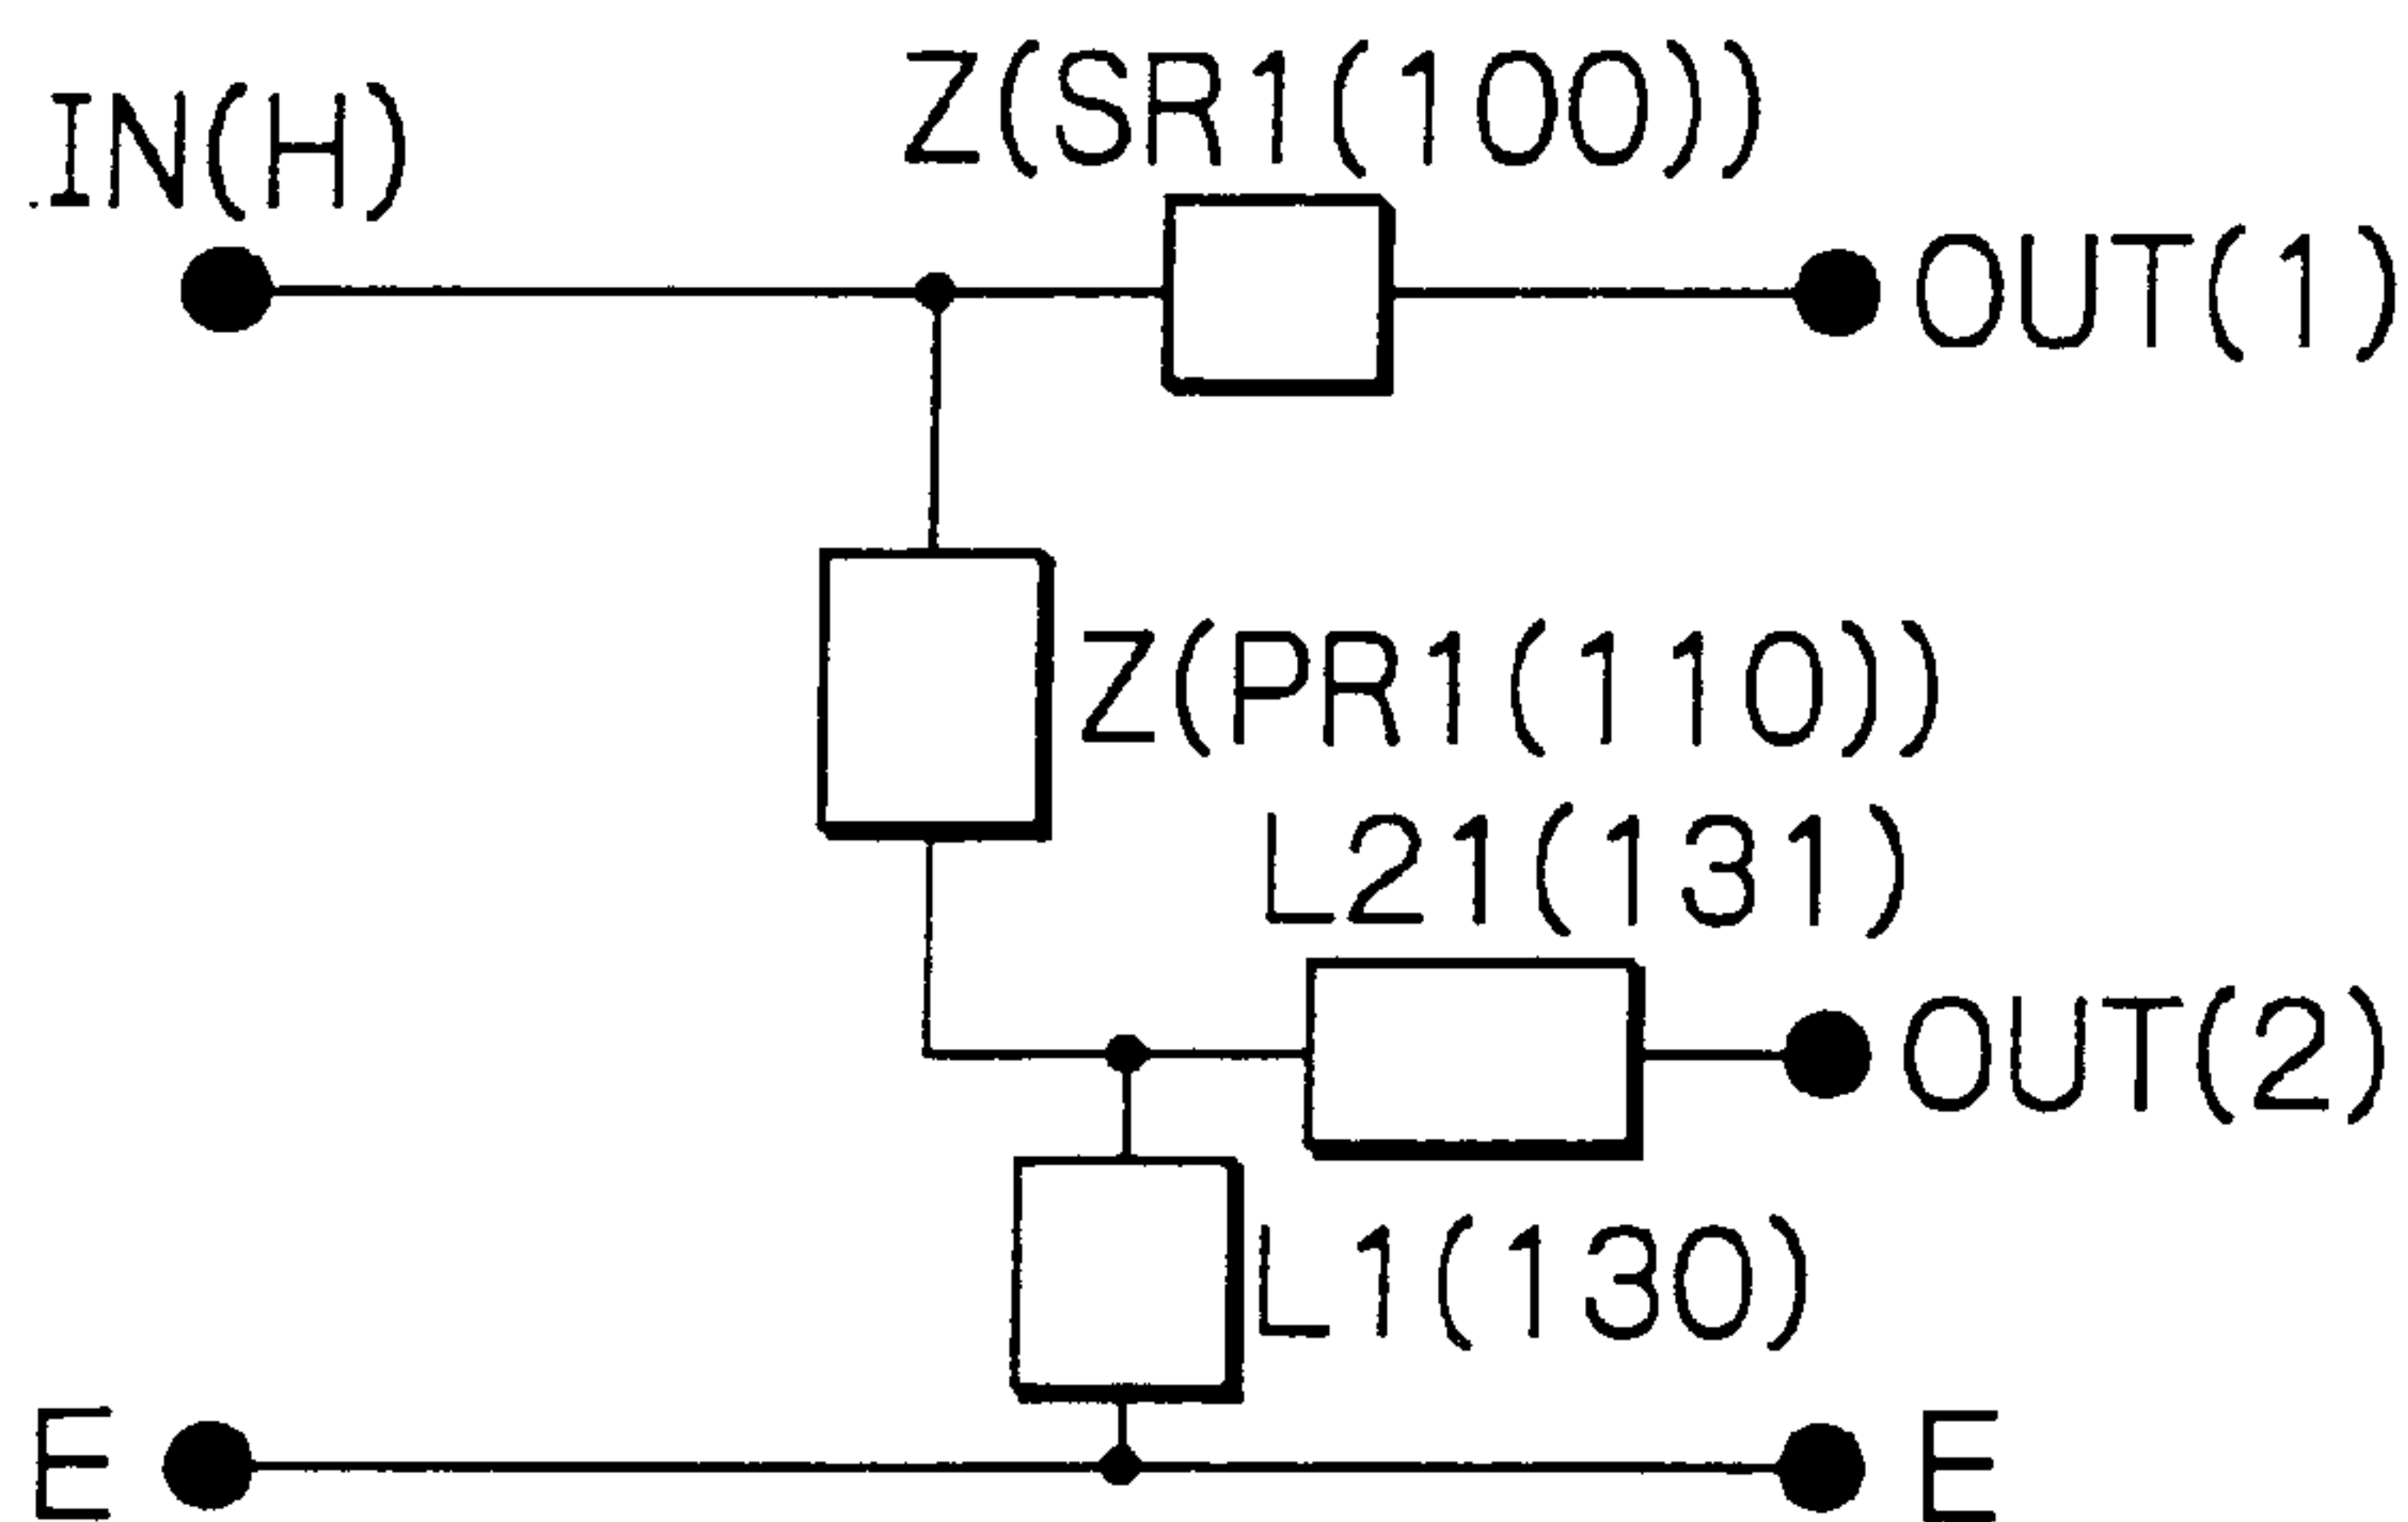 IN(H)
Z(SR1(100))
OUT(1)
Z(PR1(110))
L21(131)
OUT(2)
L1(130)
E
E